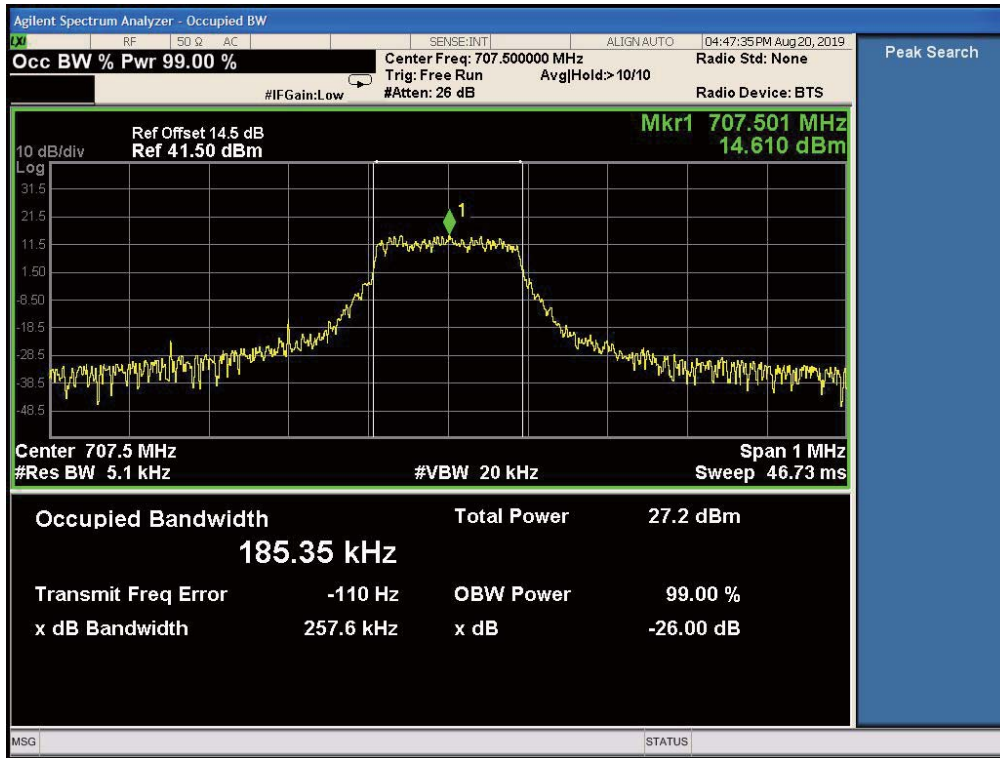 Agilent Spectrum Analyzer - Occupied BW
LXI RF 50 Ω AC SENSE:INT ALIGN AUTO 04:47:35 PM Aug 20, 2019
Occ BW % Pwr 99.00 %
Center Freq: 707.500000 MHz
Radio Std: None
Trig: Free Run Avg|Hold:> 10/10
#IFGain:Low #Atten: 26 dB Radio Device: BTS
Peak Search
Mkr1 707.501 MHz
14.610 dBm
Ref Offset 14.5 dB
10 dB/div Ref 41.50 dBm
Log
31.5
21.5
1
11.5
1.50
-8.50
-18.5
-28.5
-38.5
-48.5
Center 707.5 MHz Span 1 MHz
#Res BW 5.1 kHz #VBW 20 kHz Sweep 46.73 ms
Occupied Bandwidth Total Power 27.2 dBm
185.35 kHz
Transmit Freq Error -110 Hz OBW Power 99.00 %
x dB Bandwidth 257.6 kHz x dB -26.00 dB
MSG STATUS